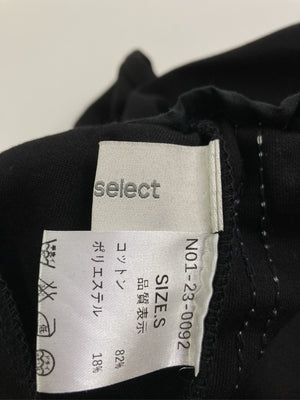 select
N01-23-0092
SIZE.S
品質表示
コットン 82%
ポリエステル 18%